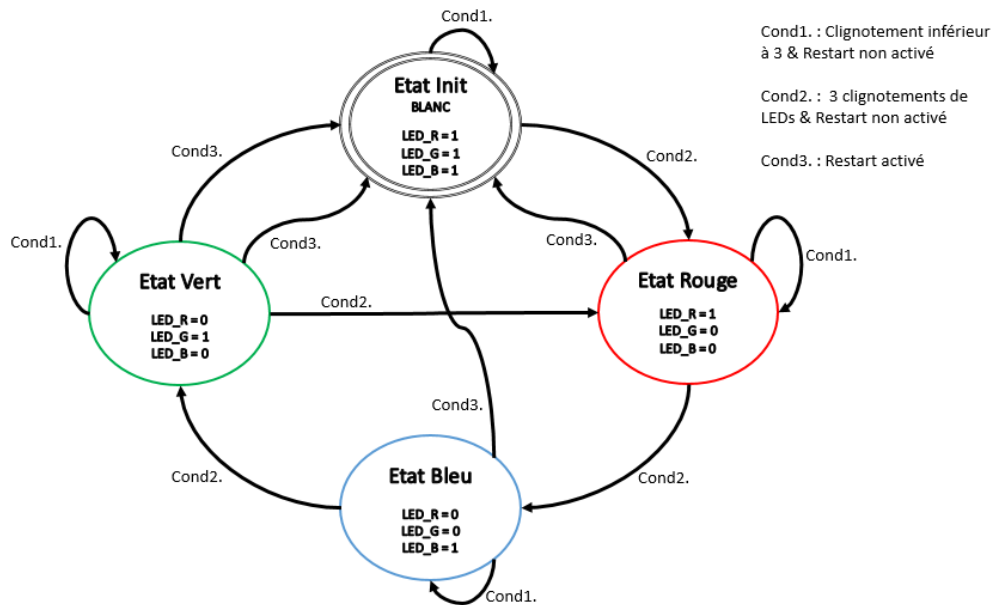 Cond1.
Cond1. : Clignotement inférieur
à 3 & Restart non activé
Cond2. : 3 clignotements de
LEDs & Restart non activé
Cond3. : Restart activé
Etat Init
BLANC
LED_R = 1
LED_G = 1
LED_B = 1
Cond3.
Cond2.
Cond3.
Cond3.
Cond1.
Cond1.
Etat Vert
LED_R = 0
LED_G = 1
LED_B = 0
Cond2.
Etat Rouge
LED_R = 1
LED_G = 0
LED_B = 0
Cond3.
Cond2.
Cond2.
Etat Bleu
LED_R = 0
LED_G = 0
LED_B = 1
Cond1.